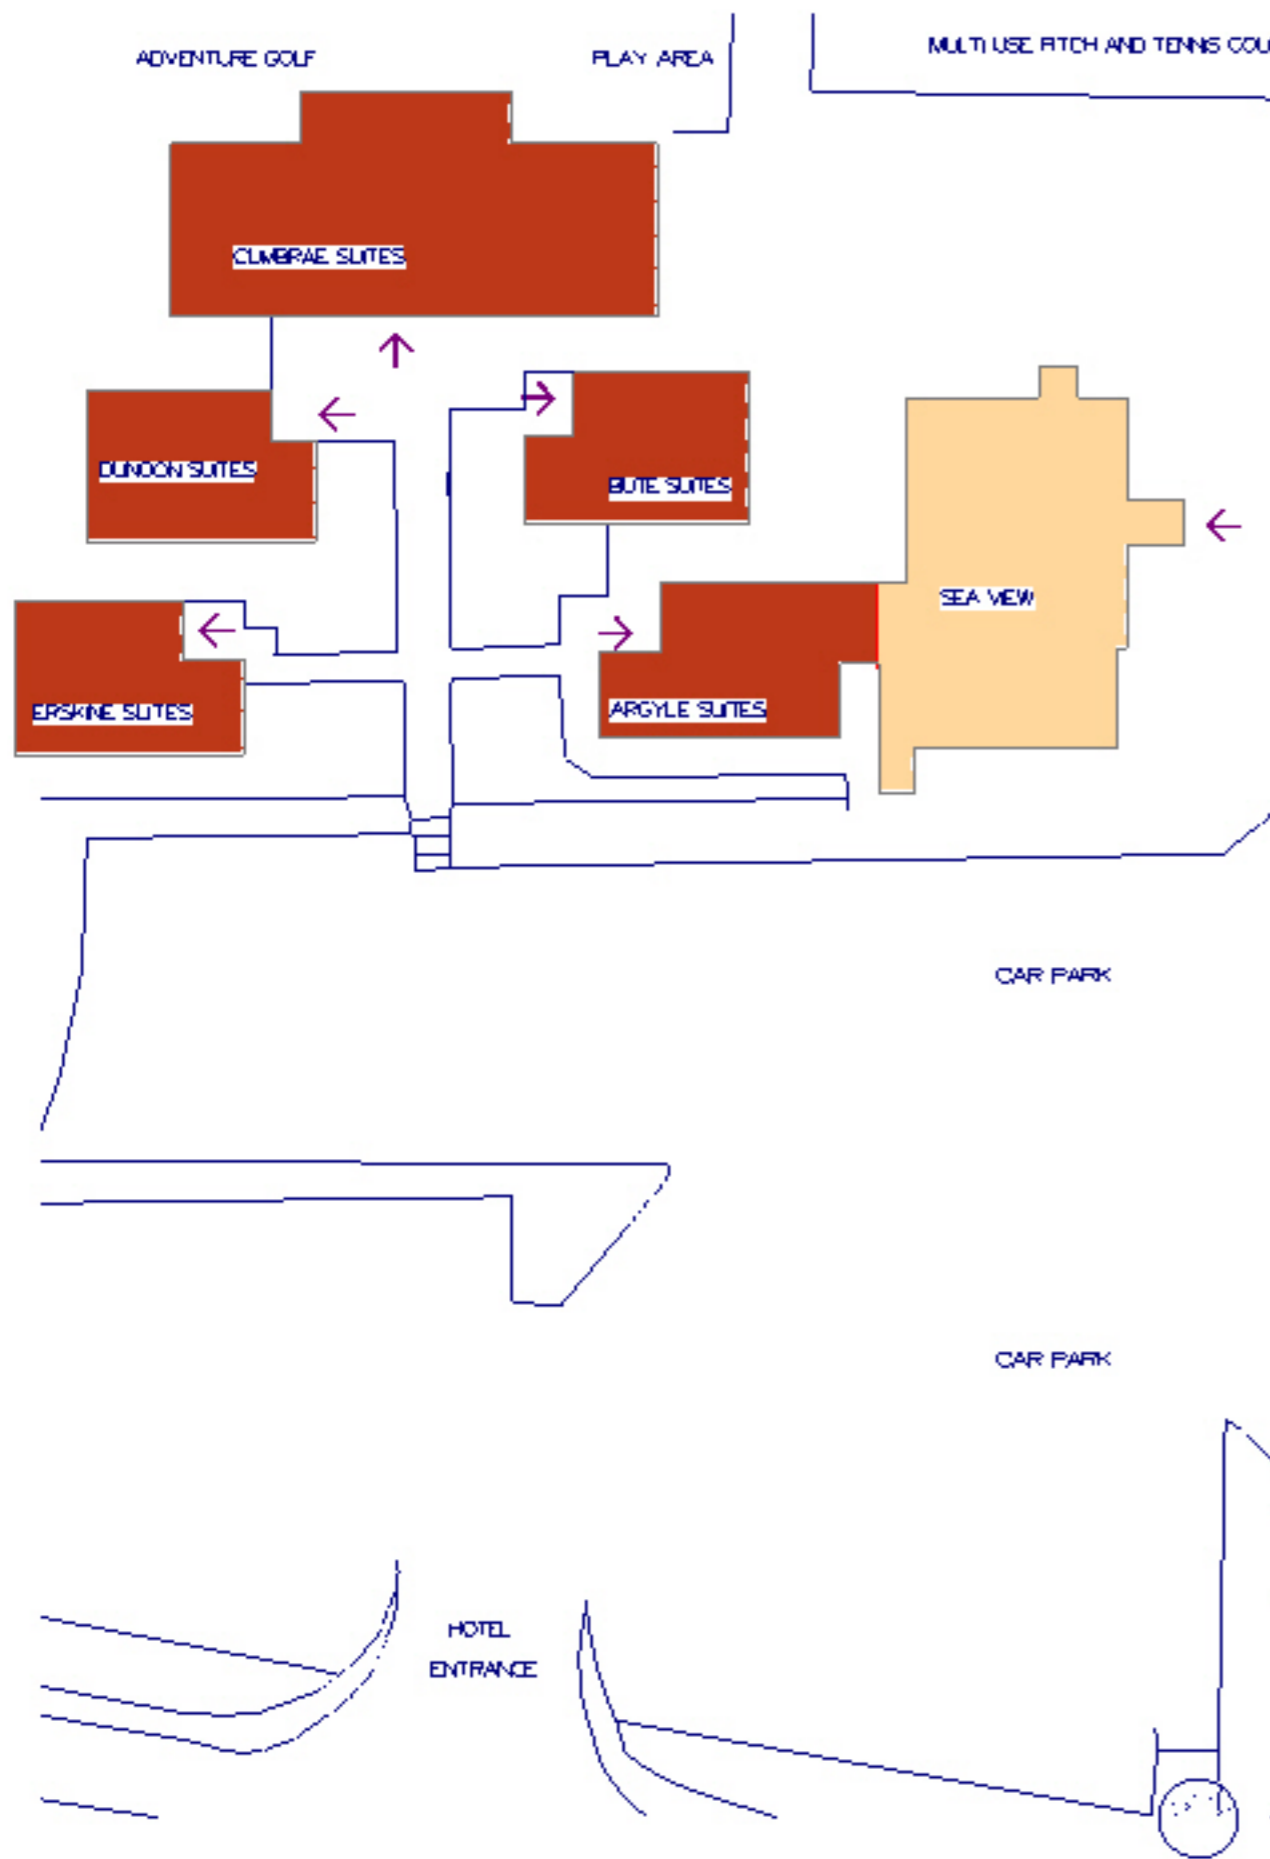 ADVENTURE GOLF
PLAY AREA
MULTI USE PITCH AND TENNIS COU
CUMBRAE SUITES
DUNOON SUITES
BUTE SUITES
SEA VIEW
ERSKINE SUITES
ARGYLE SUITES
CAR PARK
CAR PARK
HOTEL
ENTRANCE